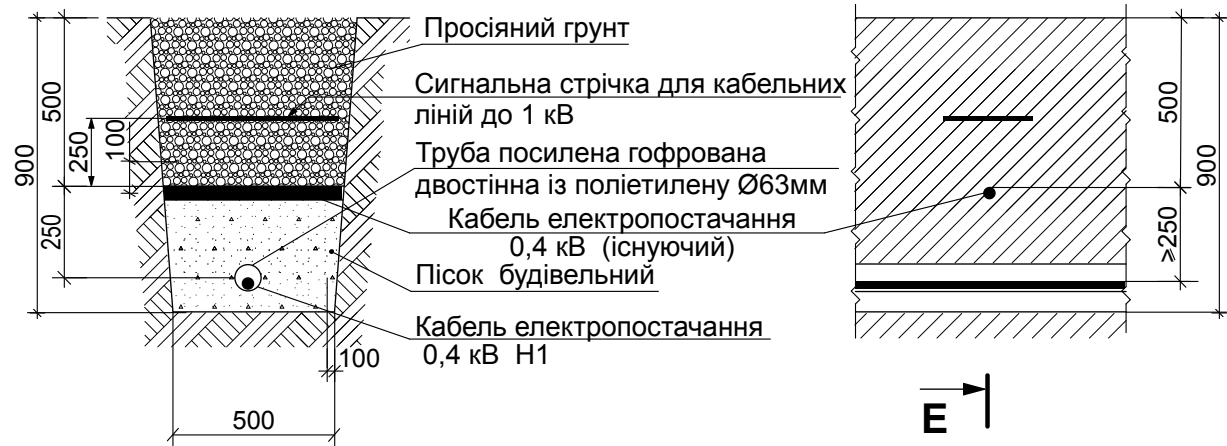 Просіяний грунт
Сигнальна стрічка для кабельних
ліній до 1 кВ
Труба посилена гофрована
двостінна із поліетилену Ø63мм
Кабель електропостачання
0,4 кВ (існуючий)
Пісок будівельний
Кабель електропостачання
0,4 кВ Н1
900
500
250
250
100
100
500
500
≥250
900
Е